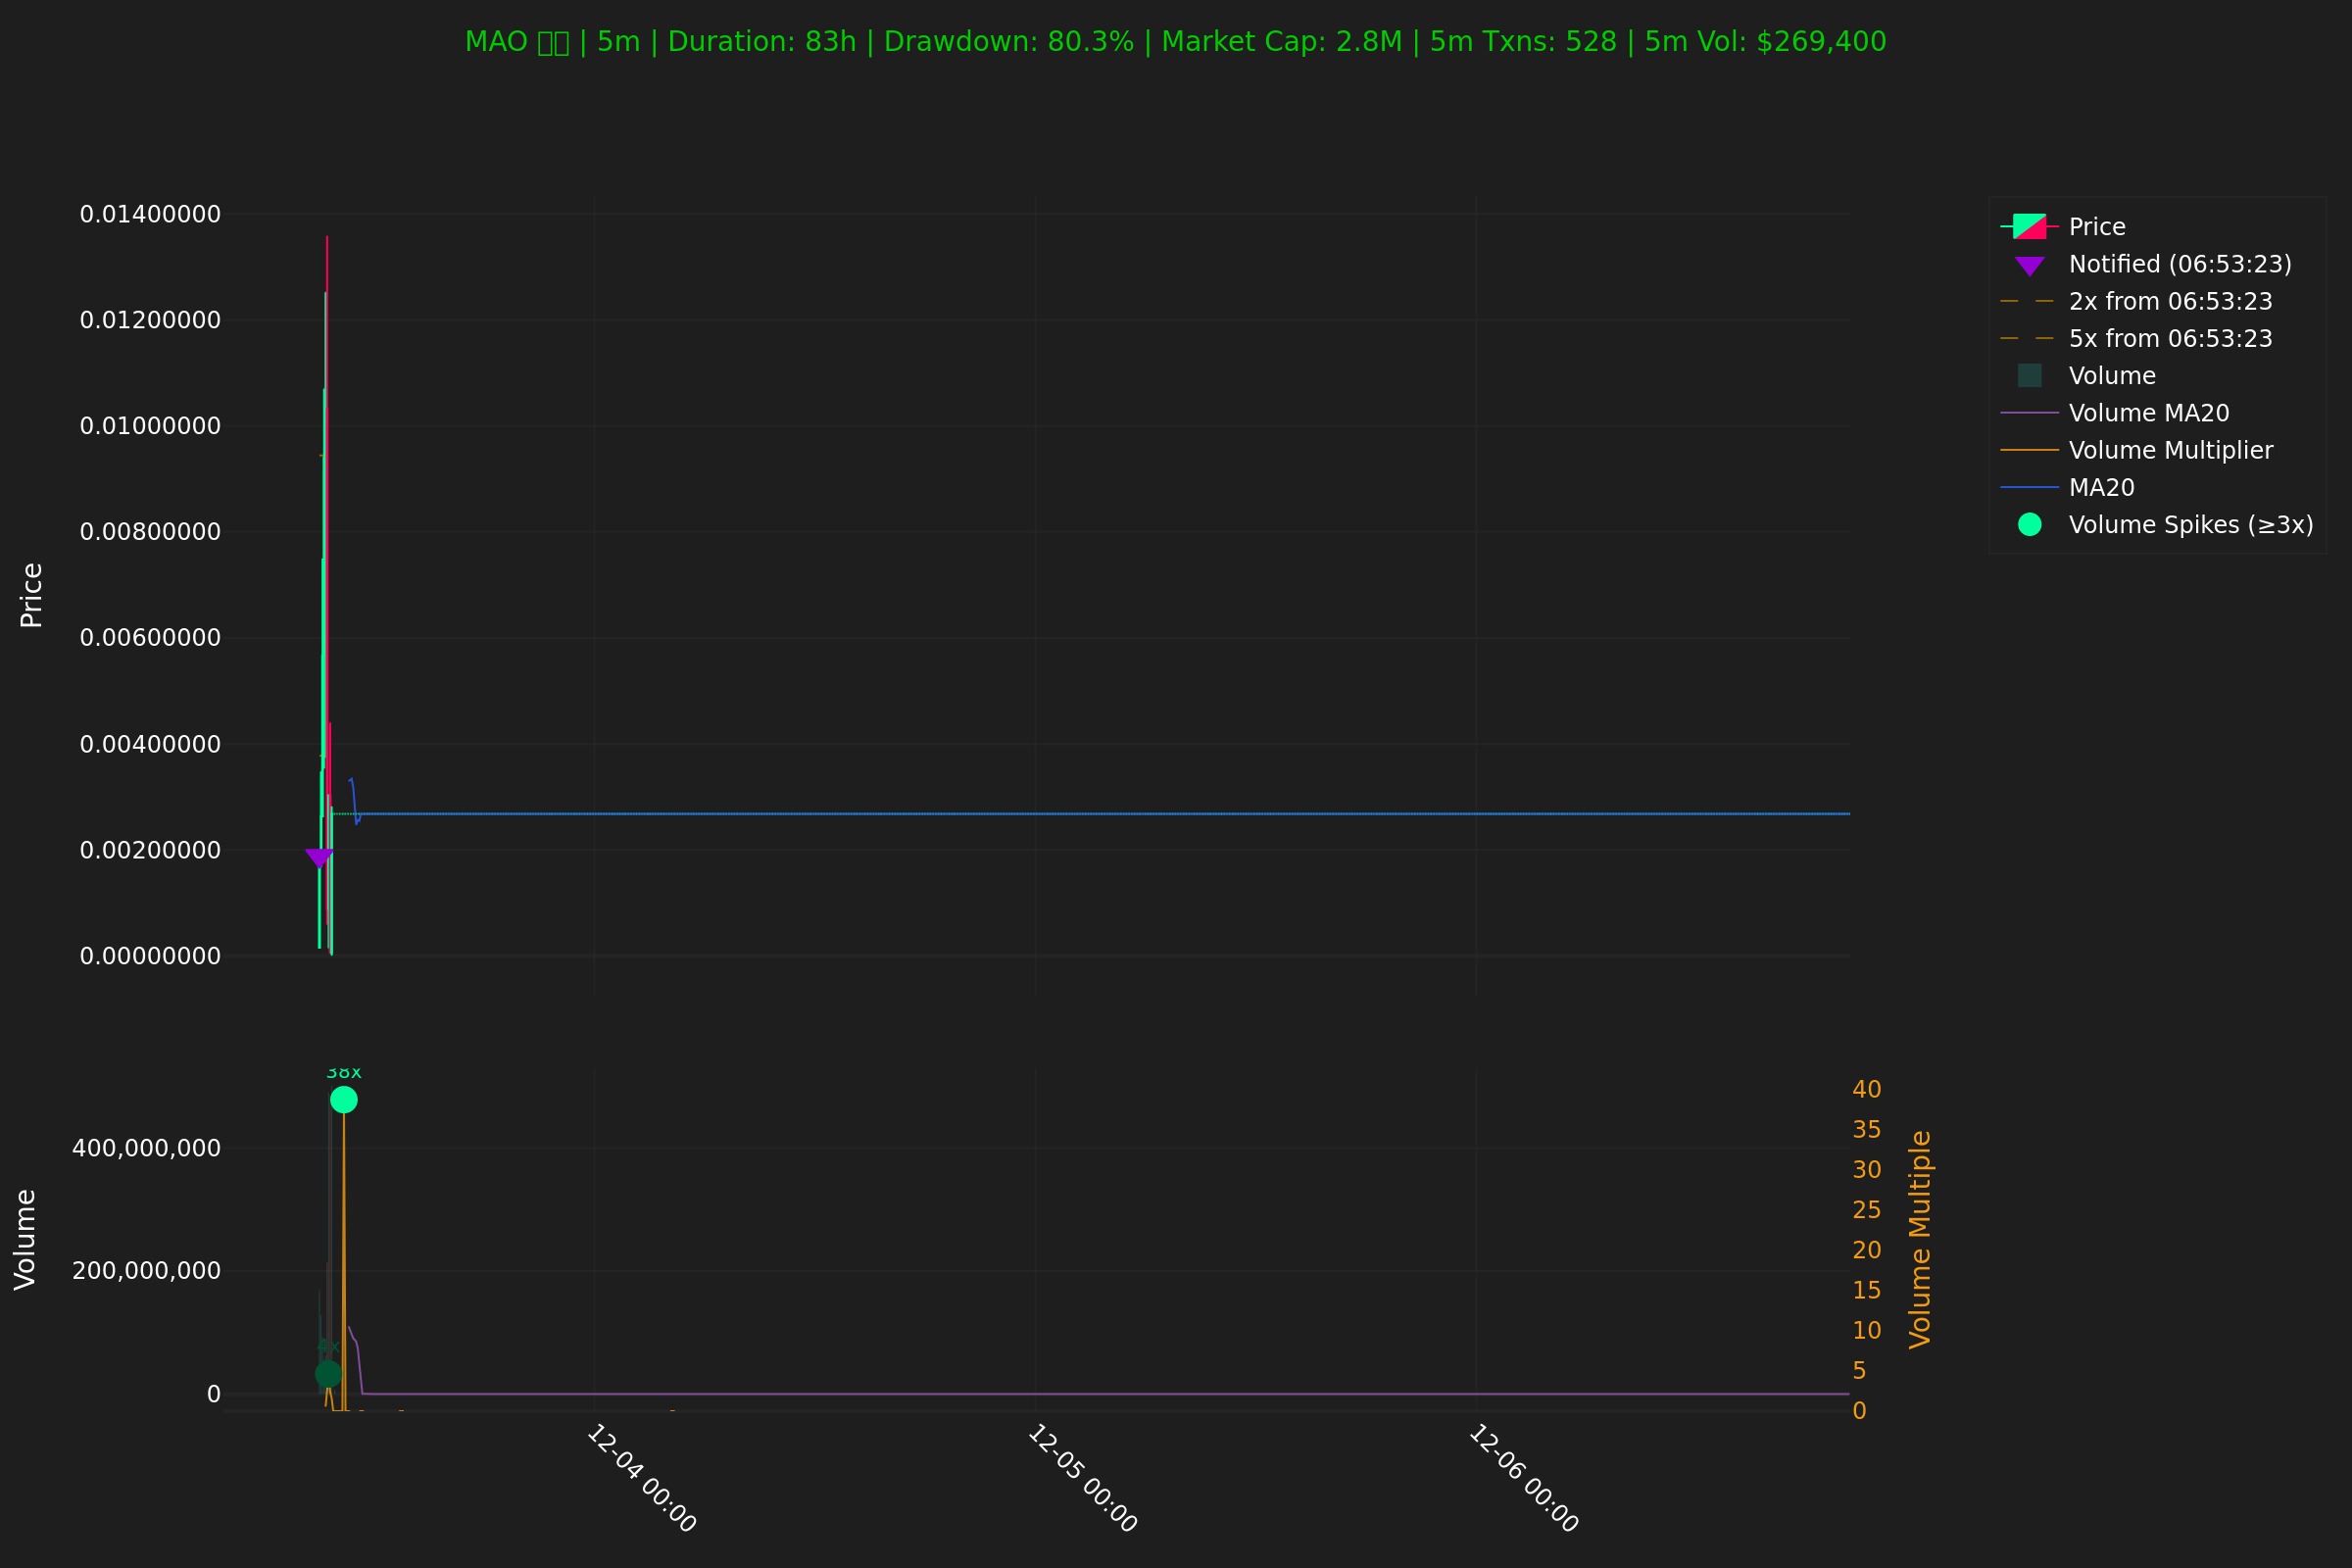 MAO | 5m | Duration: 83h | Drawdown: 80.3% | Market Cap: 2.8M | 5m Txns: 528 | 5m Vol: $269,400
Price
0.01400000
0.01200000
0.01000000
0.00800000
0.00600000
0.00400000
0.00200000
0.00000000
Price
Notified (06:53:23)
2x from 06:53:23
5x from 06:53:23
Volume
Volume MA20
Volume Multiplier
MA20
Volume Spikes (≥3x)
Volume
400,000,000
200,000,000
0
38x
4x
40
35
30
25
20
15
10
5
0
Volume Multiple
12-04 00:00
12-05 00:00
12-06 00:00